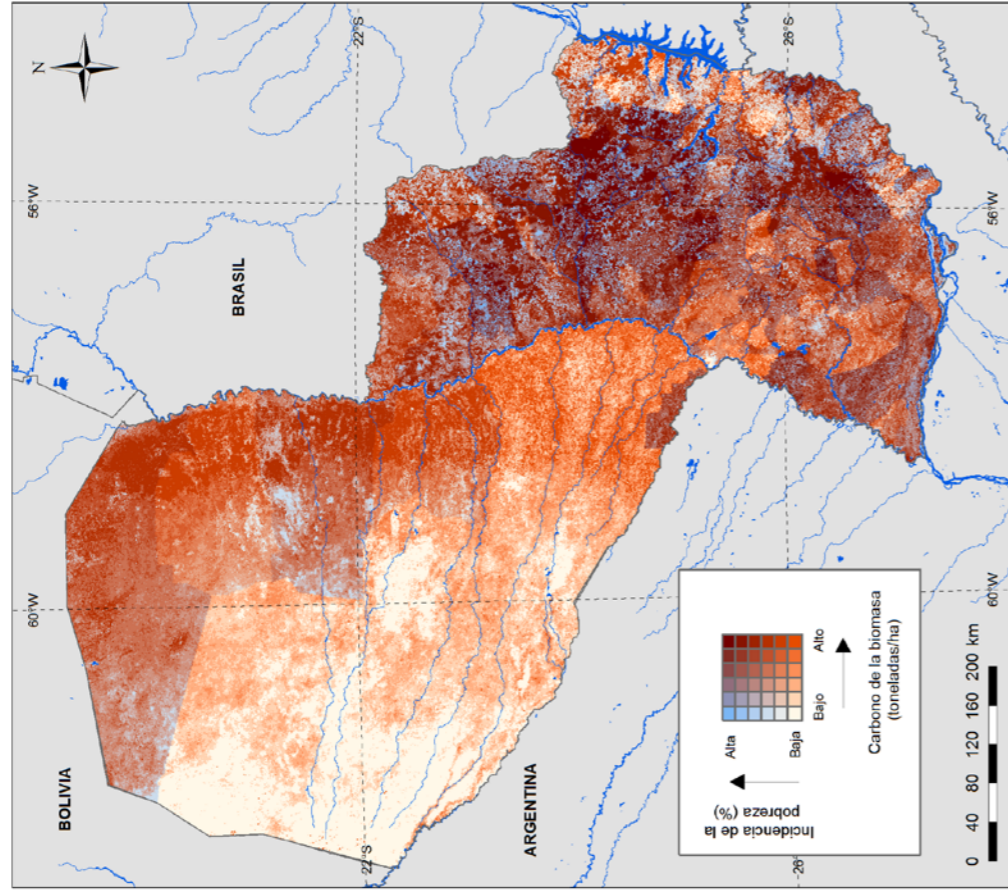 N
22°S
26°S
56°W
BRASIL
60°W
BOLIVIA
ARGENTINA
22°S
26°S
56°W
60°W
Incidencia de la
pobreza (%)
Alta
Baja
Bajo
Alto
Carbono de la biomasa
(toneladas/ha)
0 40 80 120 160 200 km